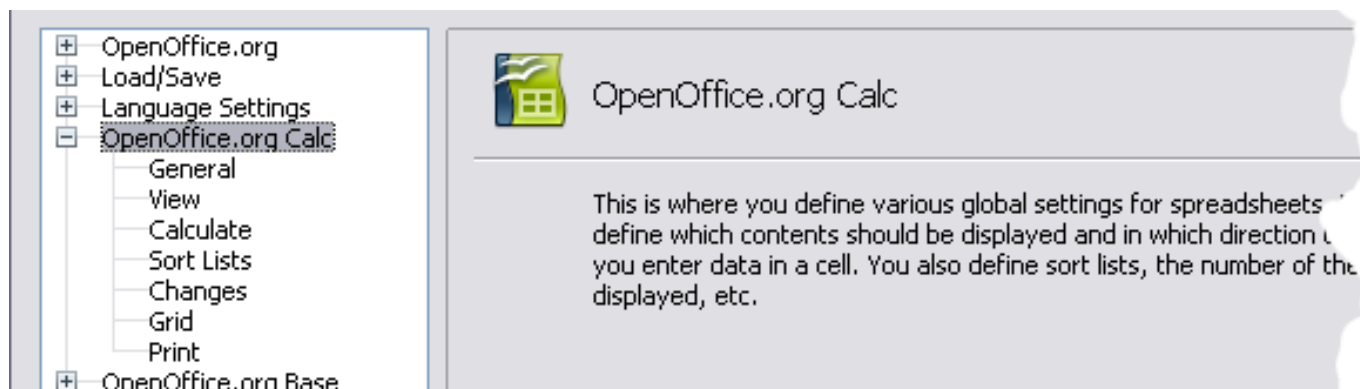 OpenOffice.org
Load/Save
Language Settings
OpenOffice.org Calc
General
View
Calculate
Sort Lists
Changes
Grid
Print
OpenOffice.org Base
OpenOffice.org Calc
This is where you define various global settings for spreadsheets
define which contents should be displayed and in which direction
you enter data in a cell. You also define sort lists, the number of the
displayed, etc.